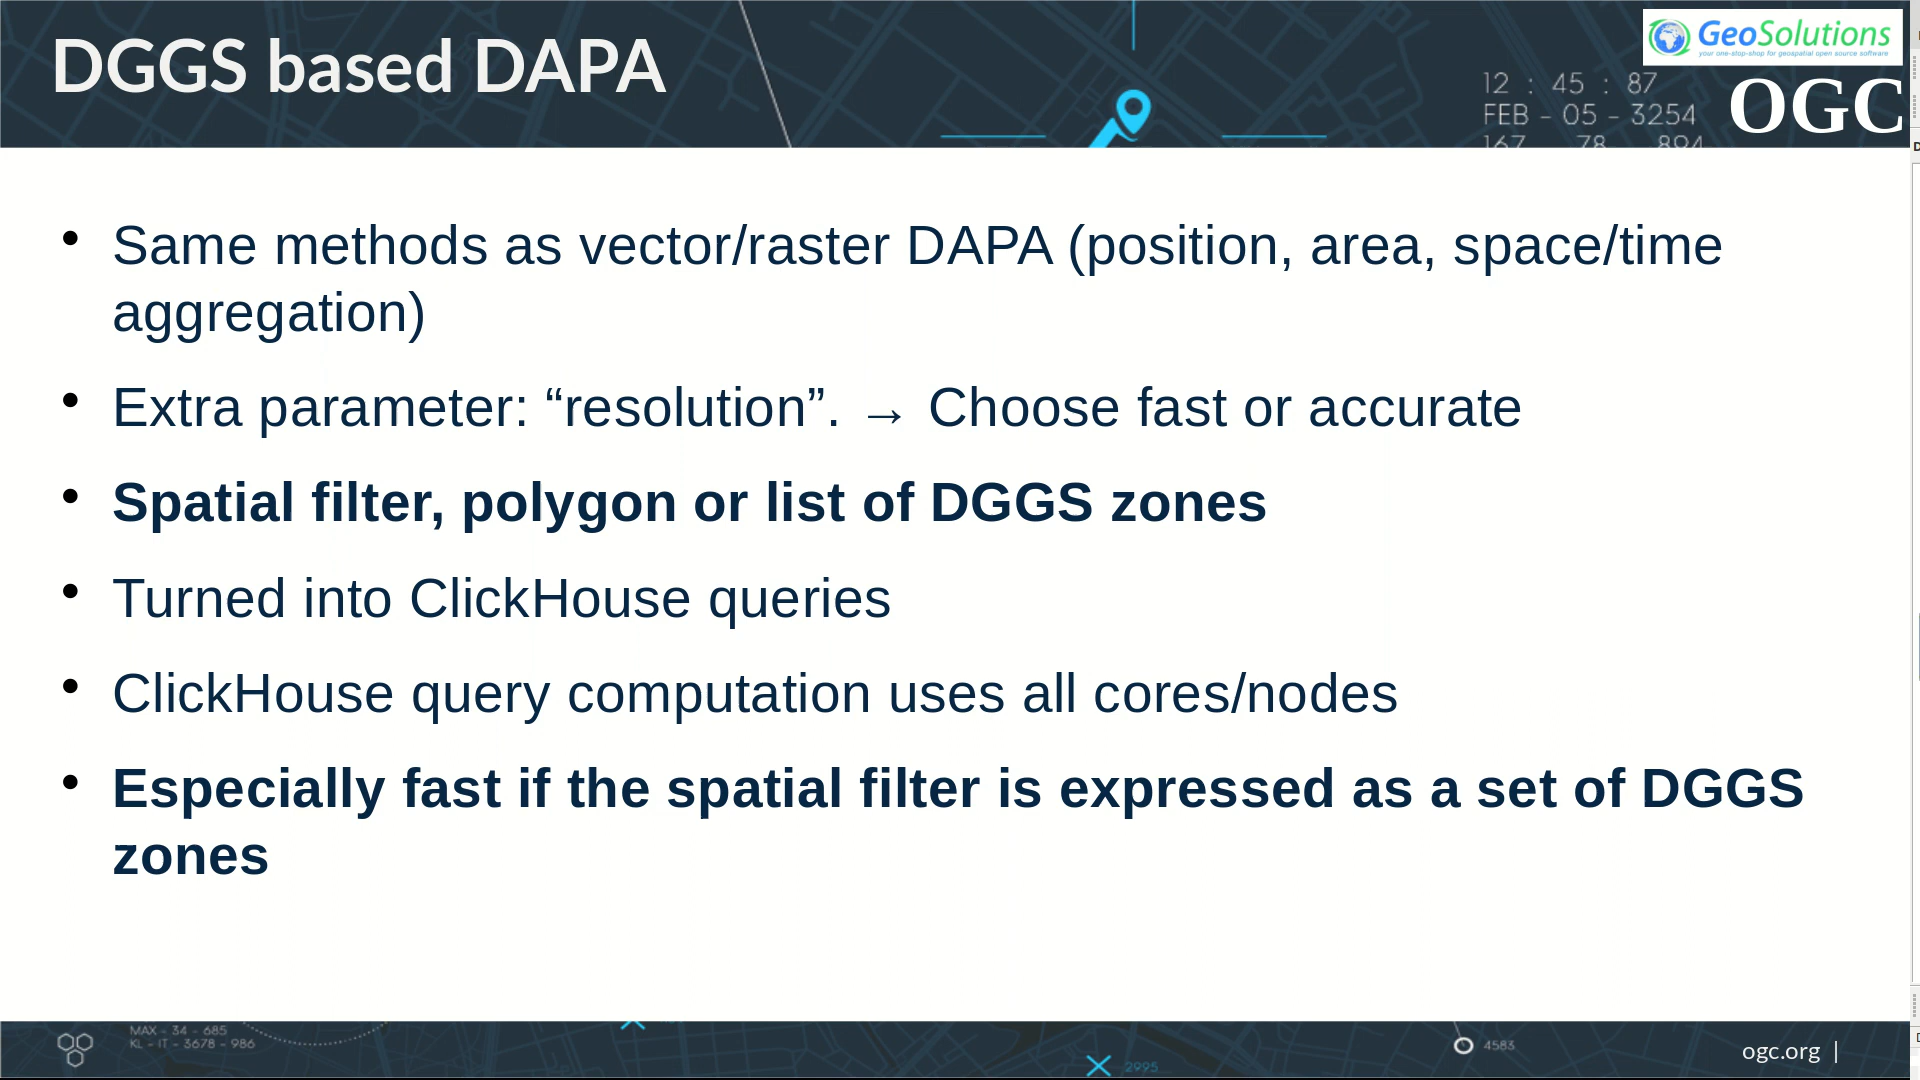 DGGS based DAPA
GeoSolutions
your one-stop-shop for geospatial open source software
12 : 45 : 87
FEB - 05 - 3254
OGC
• Same methods as vector/raster DAPA (position, area, space/time
aggregation)
• Extra parameter: “resolution”. → Choose fast or accurate
• Spatial filter, polygon or list of DGGS zones
• Turned into ClickHouse queries
• ClickHouse query computation uses all cores/nodes
• Especially fast if the spatial filter is expressed as a set of DGGS
zones
MAX - 34 - 685
KL - IT - 3678 - 986
2995
4583
ogc.org |